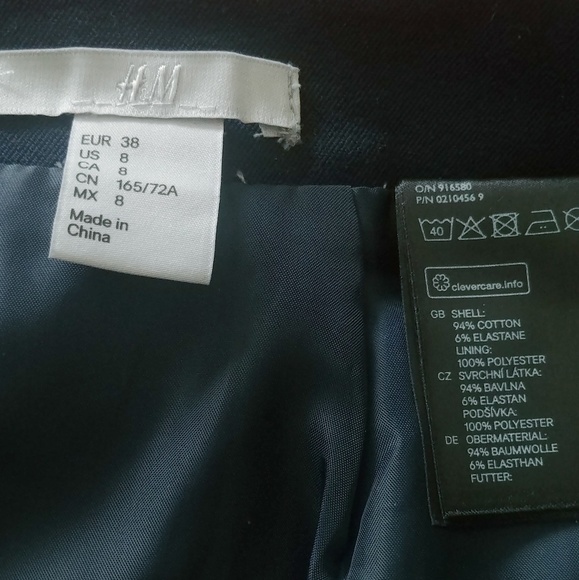 H&M
EUR 38
US 8
CA 8
CN 165/72A
MX 8
Made in
China
O/N 916580
P/N 0210456 9
40
clevercare.info
GB SHELL:
94% COTTON
6% ELASTANE
LINING:
100% POLYESTER
CZ SVRCHNÍ LÁTKA:
94% BAVLNA
6% ELASTAN
PODŠÍVKA:
100% POLYESTER
DE OBERMATERIAL:
94% BAUMWOLLE
6% ELASTHAN
FUTTER: